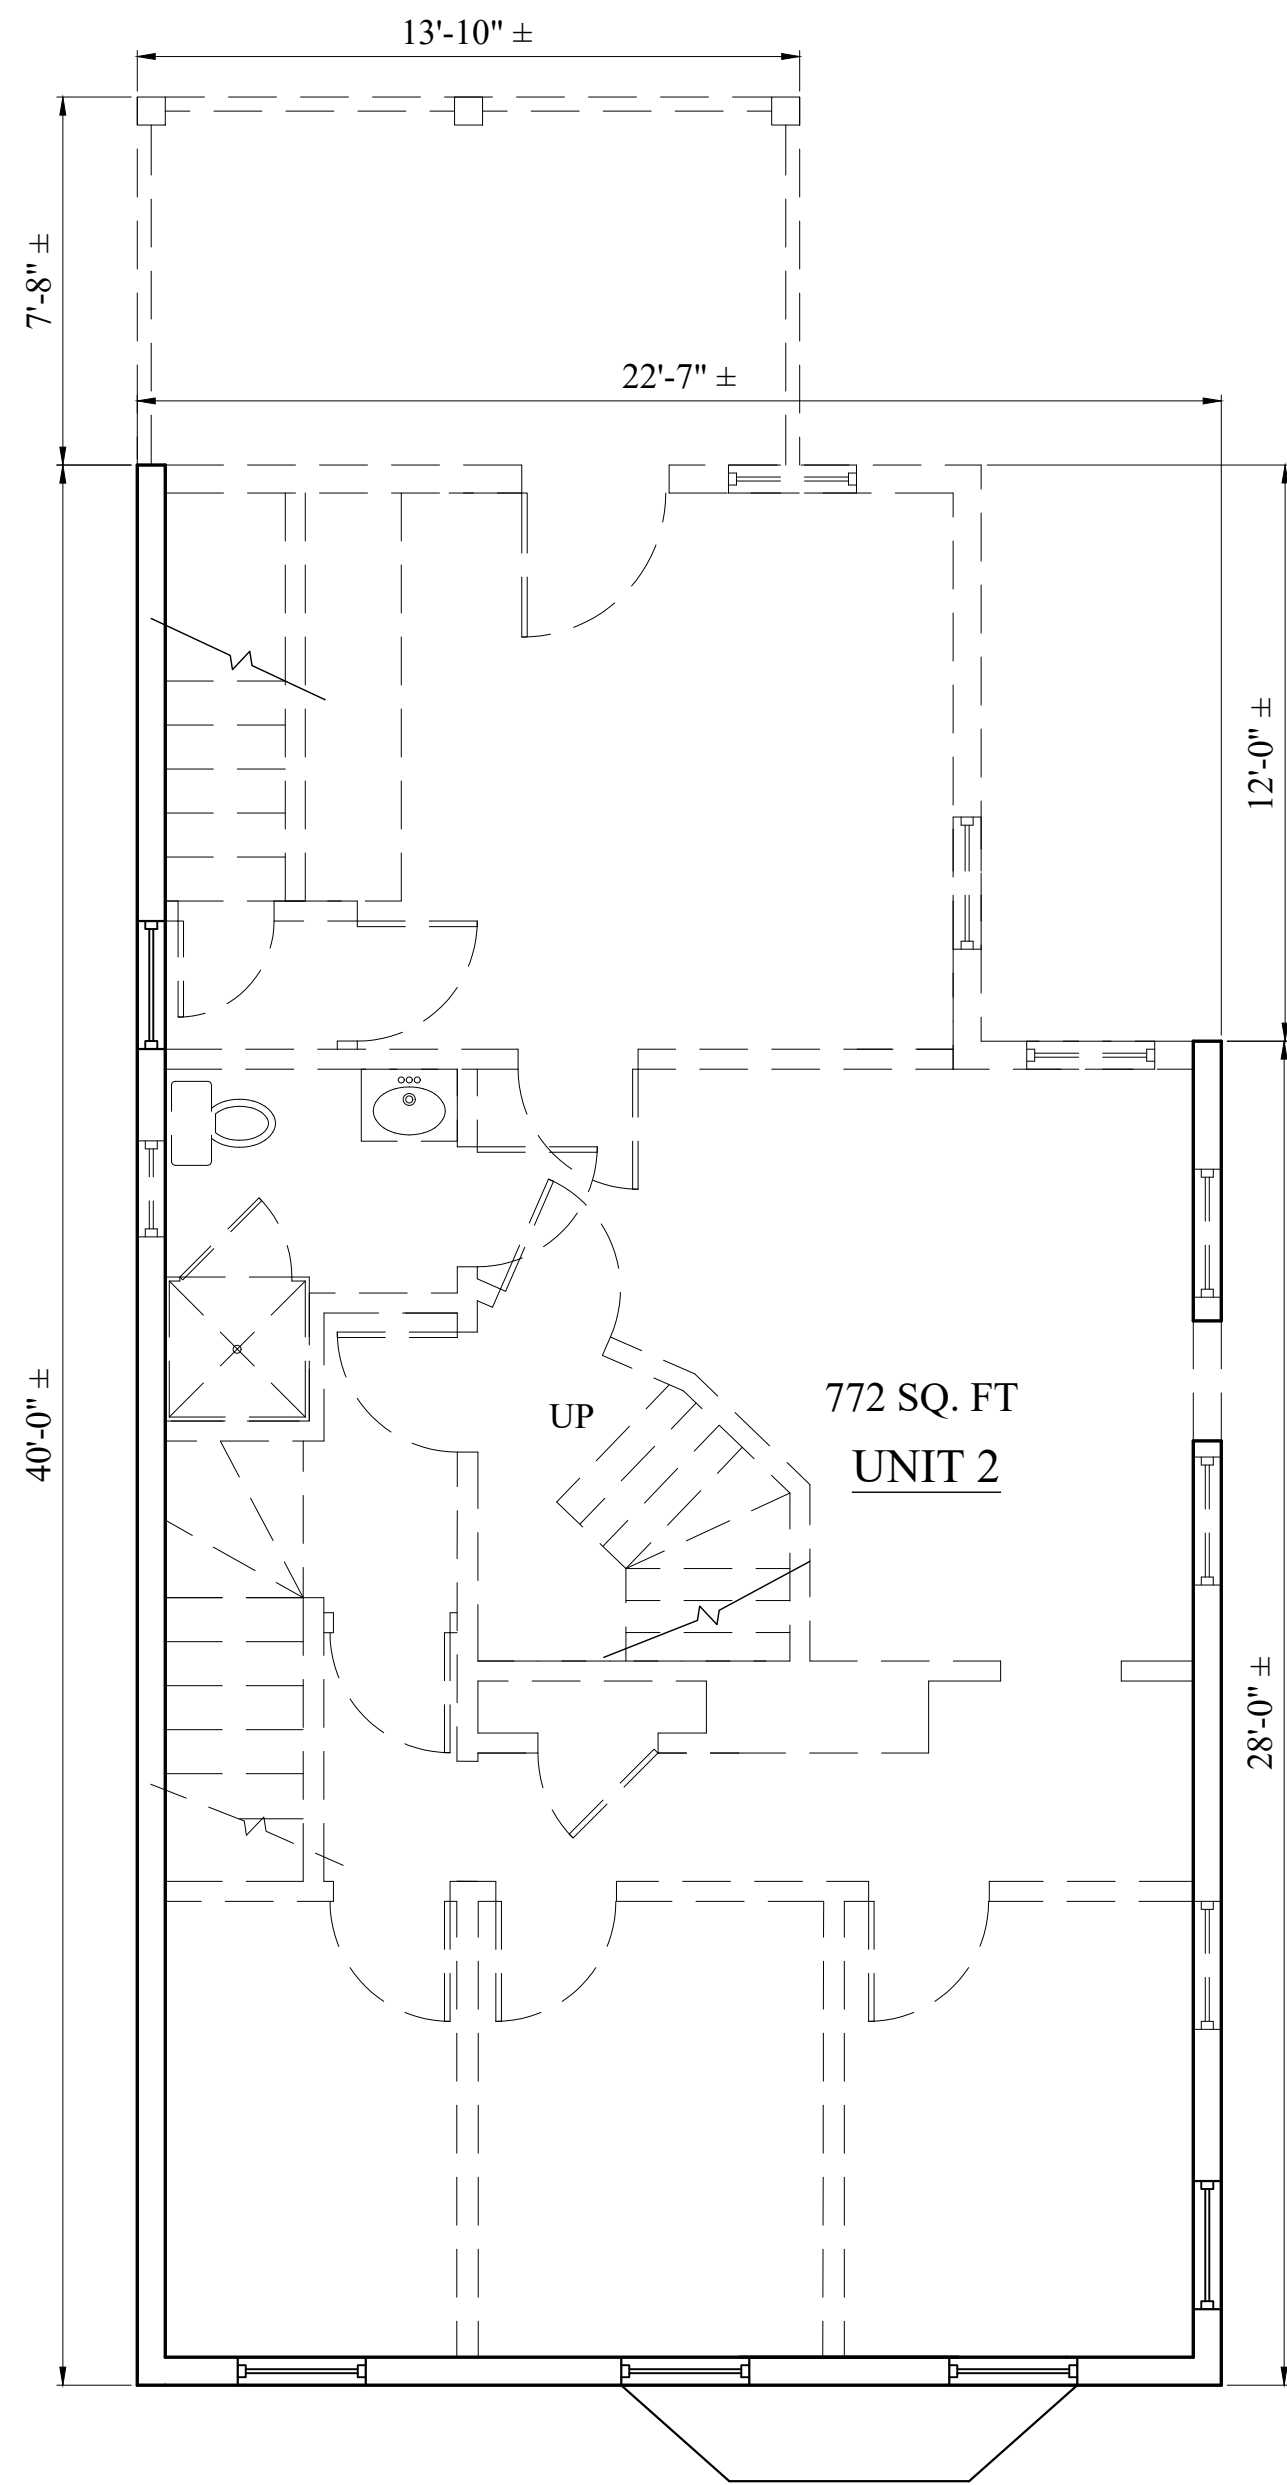 13'-10" ±
7'-8" ±
22'-7" ±
12'-0" ±
40'-0" ±
UP
772 SQ. FT
UNIT 2
28'-0" ±